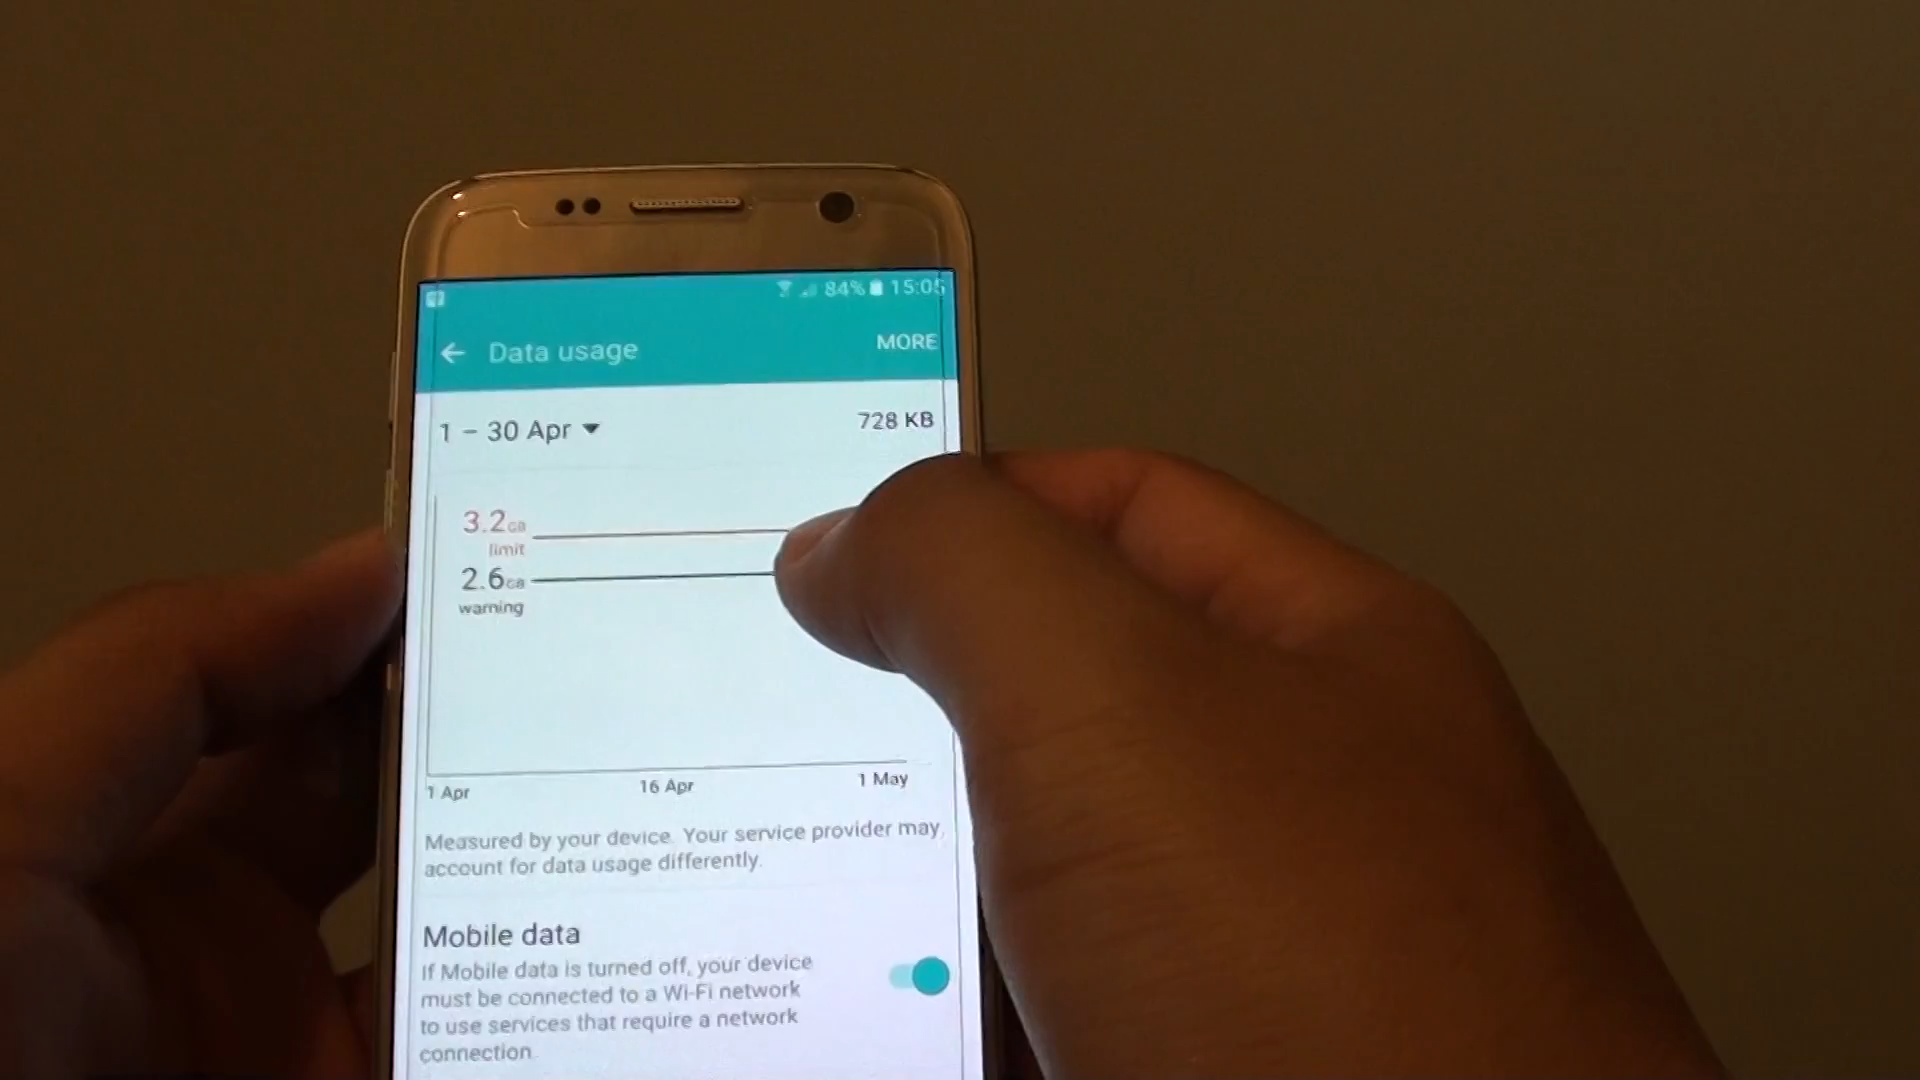 84% 15:05
Data usage
MORE
1 – 30 Apr
728 KB
3.2GB
limit
2.6GB
warning
1 Apr
16 Apr
1 May
Measured by your device. Your service provider may
account for data usage differently.
Mobile data
If Mobile data is turned off, your device
must be connected to a Wi-Fi network
to use services that require a network
connection.